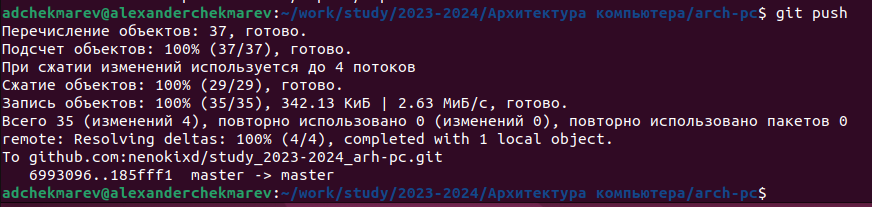 adchekmarev@alexanderchekmarev:~/work/study/2023-2024/Архитектура компьютера/arch-pc$ git push
Перечисление объектов: 37, готово.
Подсчет объектов: 100% (37/37), готово.
При сжатии изменений используется до 4 потоков
Сжатие объектов: 100% (29/29), готово.
Запись объектов: 100% (35/35), 342.13 КиБ | 2.63 МиБ/с, готово.
Всего 35 (изменений 4), повторно использовано 0 (изменений 0), повторно использовано пакетов 0
remote: Resolving deltas: 100% (4/4), completed with 1 local object.
To github.com:nenokixd/study_2023-2024_arh-pc.git
   6993096..185fff1  master -> master
adchekmarev@alexanderchekmarev:~/work/study/2023-2024/Архитектура компьютера/arch-pc$